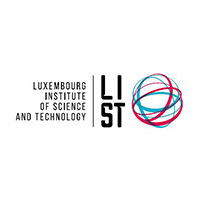 LUXEMBOURG
INSTITUTE
OF SCIENCE
AND TECHNOLOGY
LI
ST